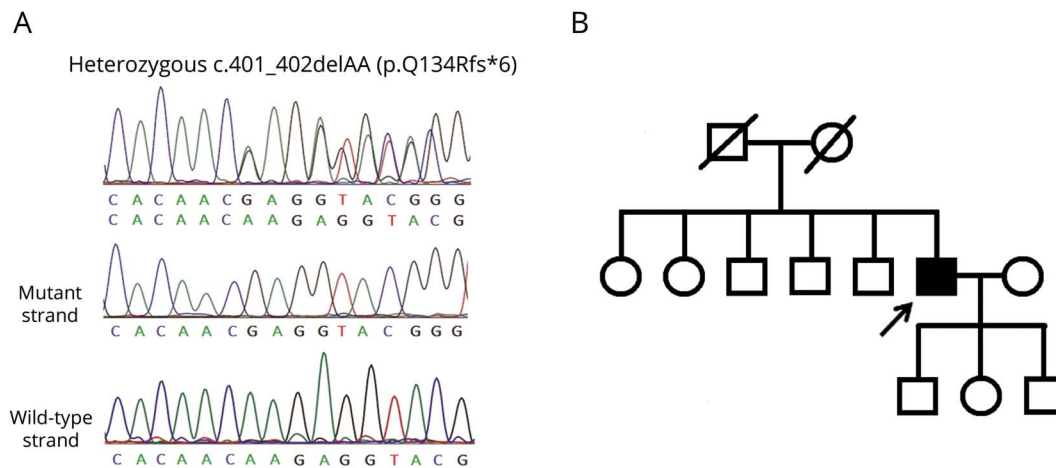 A
B
Heterozygous c.401_402delAA (p.Q134Rfs*6)
C A C A A C G A G G T A C G G G
C A C A A C A A G A G G T A C G
Mutant
strand
C A C A A C G A G G T A C G G G
Wild-type
strand
C A C A A C A A G A G G T A C G